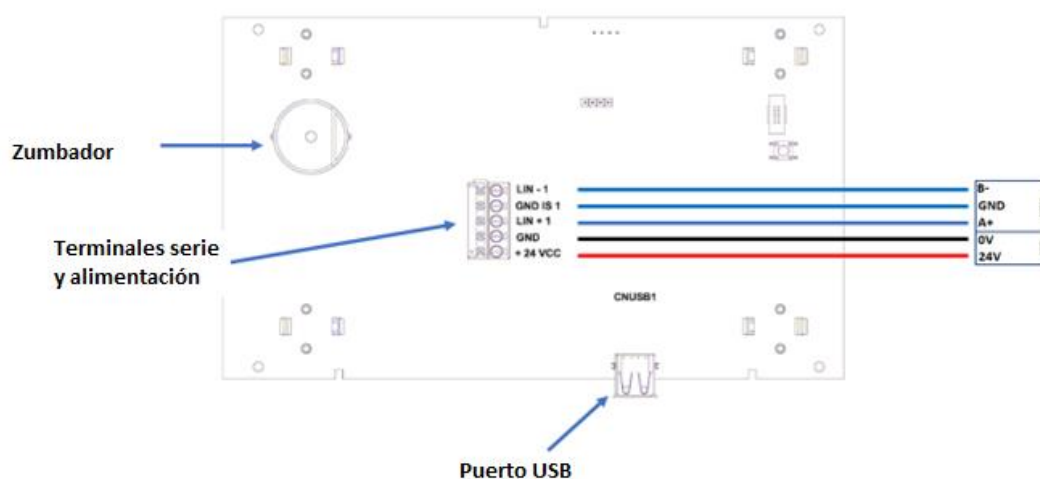 Zumbador
Terminales serie
y alimentación
LIN - 1
GND IS 1
LIN + 1
GND
+ 24 VCC
B-
GND
A+
0V
24V
CNUSB1
Puerto USB